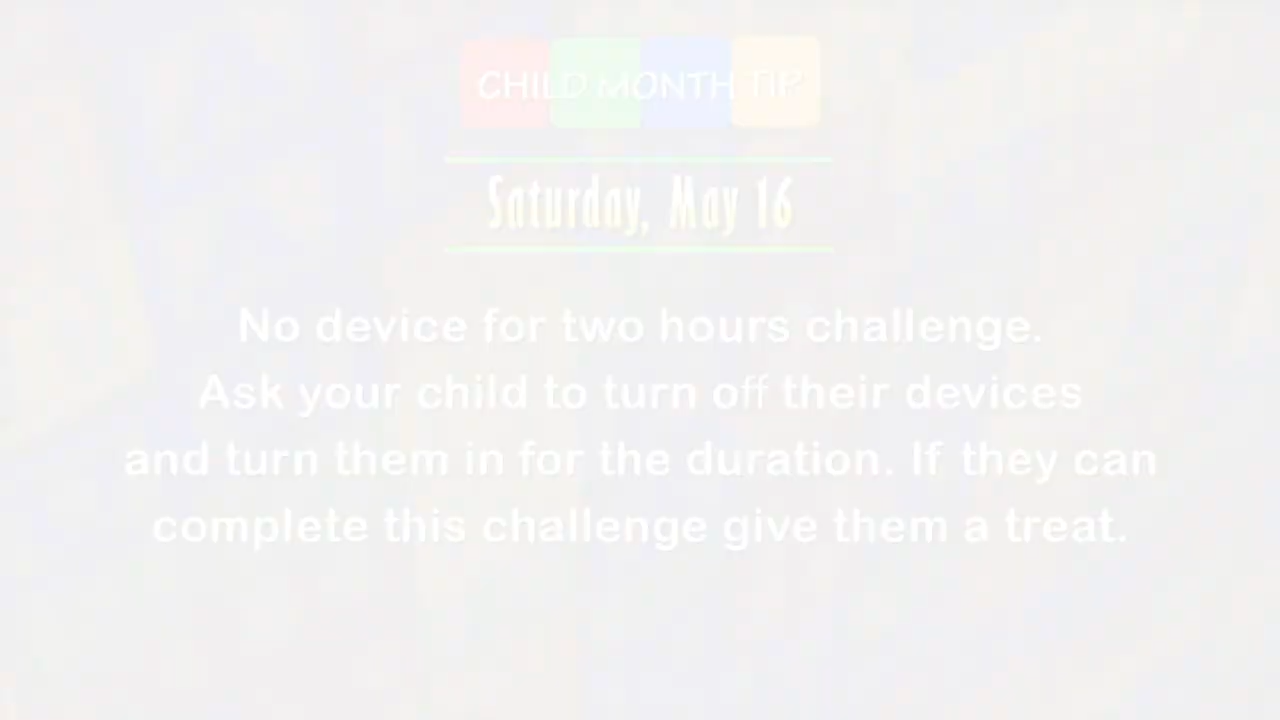 CHILD MONTH TIP
Saturday, May 16
No device for two hours challenge.
Ask your child to turn off their devices
and turn them in for the duration. If they can
complete this challenge give them a treat.